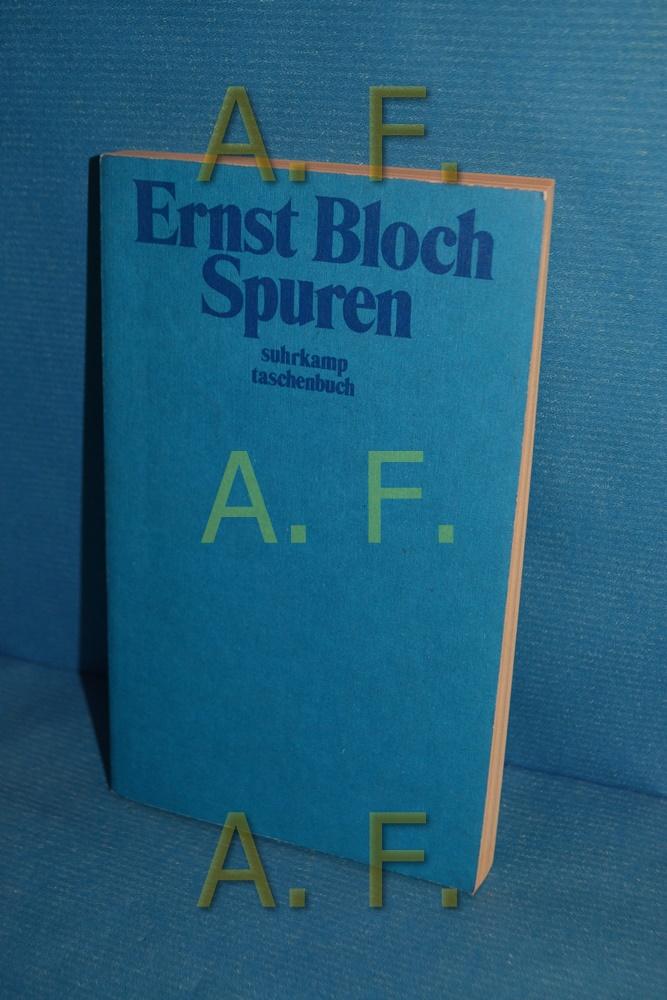 A. F.
Ernst Bloch
Spuren
suhrkamp
taschenbuch
A. F.
A. F.